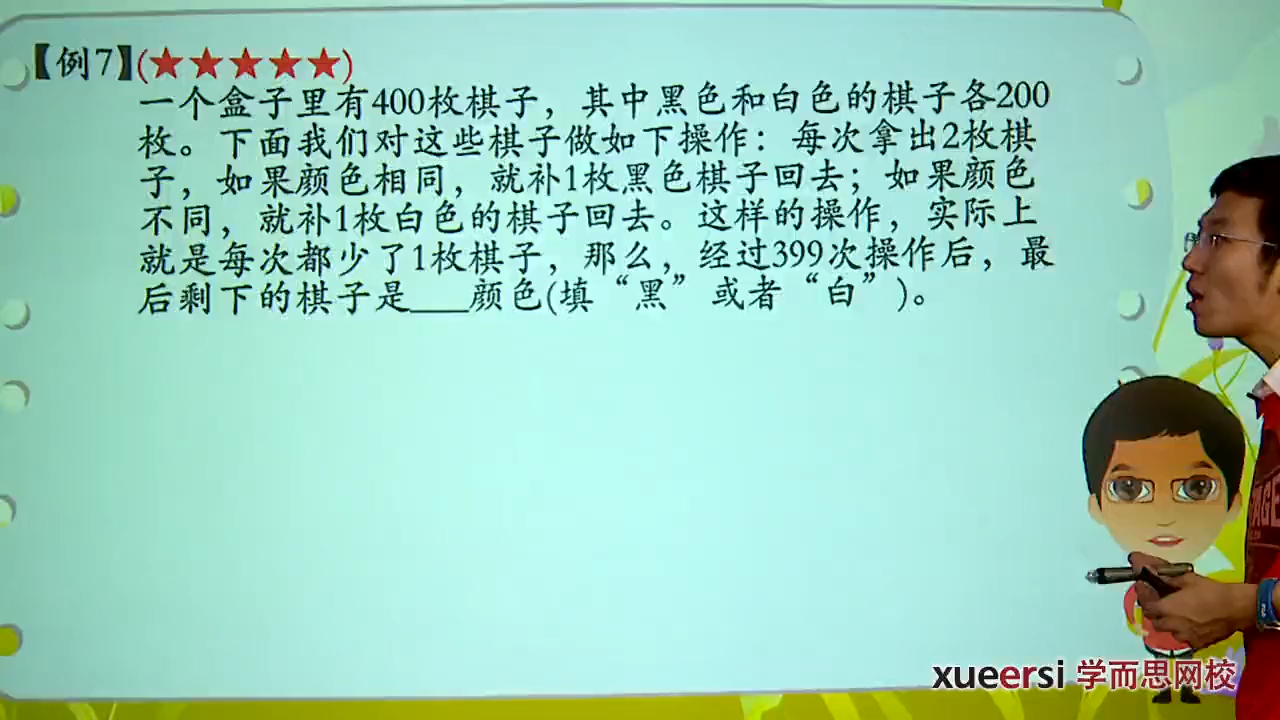 【例7】(★★★★★)
一个盒子里有400枚棋子，其中黑色和白色的棋子各200
枚。下面我们对这些棋子做如下操作：每次拿出2枚棋
子，如果颜色相同，就补1枚黑色棋子回去；如果颜色
不同，就补1枚白色的棋子回去。这样的操作，实际上
就是每次都少了1枚棋子，那么，经过399次操作后，最
后剩下的棋子是___颜色(填“黑”或者“白”)。
xueersi 学而思网校